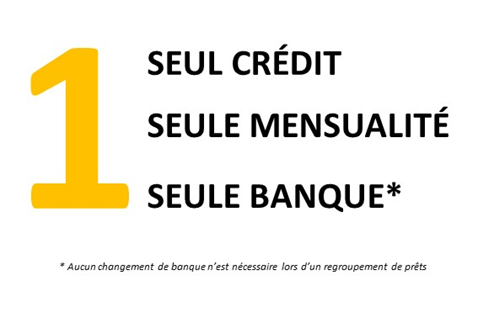 1
SEUL CRÉDIT
SEULE MENSUALITÉ
SEULE BANQUE*
* Aucun changement de banque n'est nécessaire lors d'un regroupement de prêts